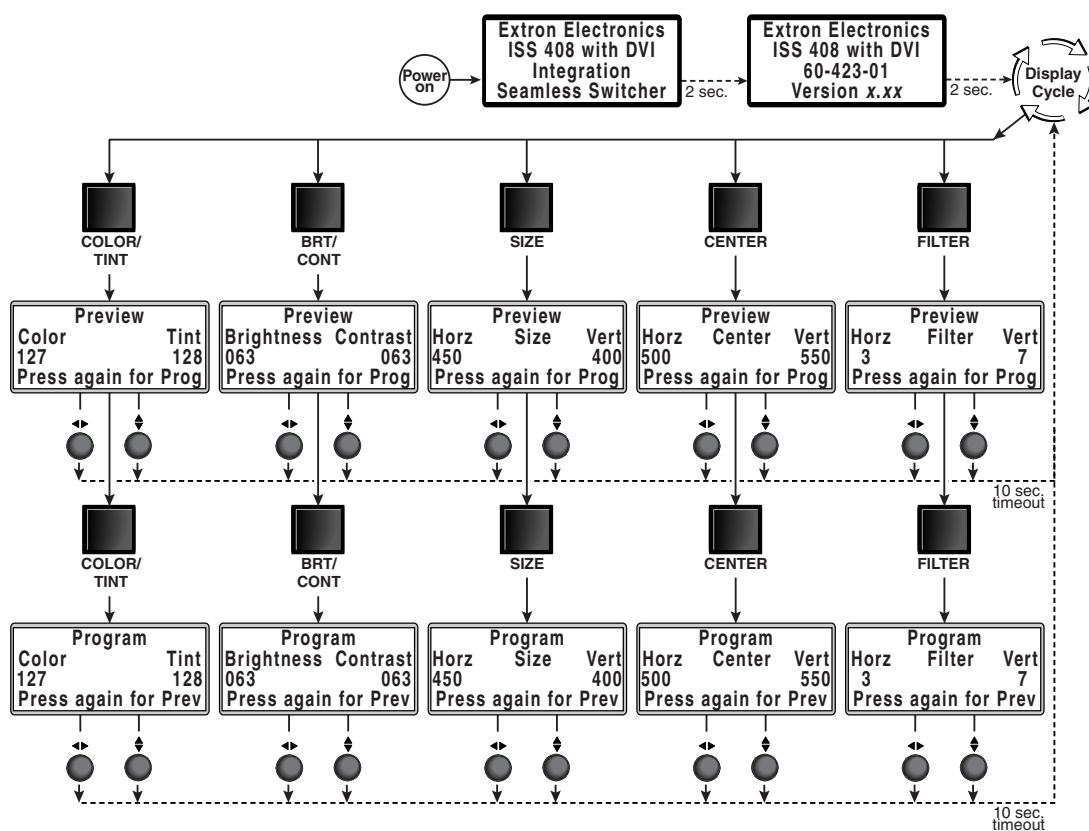 Power
on
Extron Electronics
ISS 408 with DVI
Integration
Seamless Switcher
2 sec.
Extron Electronics
ISS 408 with DVI
60-423-01
Version x.xx
2 sec.
Display
Cycle
COLOR/
TINT
BRT/
CONT
SIZE
CENTER
FILTER
Preview
Color Tint
127 128
Press again for Prog
Preview
Brightness Contrast
063 063
Press again for Prog
Preview
Horz Size Vert
450 400
Press again for Prog
Preview
Horz Center Vert
500 550
Press again for Prog
Preview
Horz Filter Vert
3 7
Press again for Prog
10 sec.
timeout
COLOR/
TINT
BRT/
CONT
SIZE
CENTER
FILTER
Program
Color Tint
127 128
Press again for Prev
Program
Brightness Contrast
063 063
Press again for Prev
Program
Horz Size Vert
450 400
Press again for Prev
Program
Horz Center Vert
500 550
Press again for Prev
Program
Horz Filter Vert
3 7
Press again for Prev
10 sec.
timeout